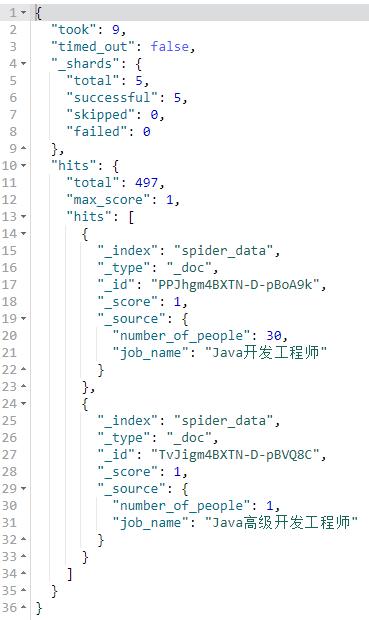 1 {
2 "took": 9,
3 "timed_out": false,
4 "_shards": {
5 "total": 5,
6 "successful": 5,
7 "skipped": 0,
8 "failed": 0
9 },
10 "hits": {
11 "total": 497,
12 "max_score": 1,
13 "hits": [
14 {
15 "_index": "spider_data",
16 "_type": "_doc",
17 "_id": "PPJhgm4BXTN-D-pBoA9k",
18 "_score": 1,
19 "_source": {
20 "number_of_people": 30,
21 "job_name": "Java开发工程师"
22 }
23 },
24 {
25 "_index": "spider_data",
26 "_type": "_doc",
27 "_id": "TvJigm4BXTN-D-pBVQ8C",
28 "_score": 1,
29 "_source": {
30 "number_of_people": 1,
31 "job_name": "Java高级开发工程师"
32 }
33 }
34 ]
35 }
36 }